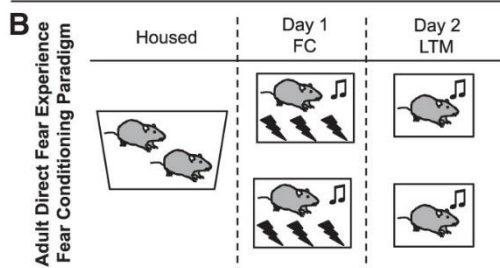 B
Adult Direct Fear Experience
Fear Conditioning Paradigm
Housed
Day 1
FC
Day 2
LTM